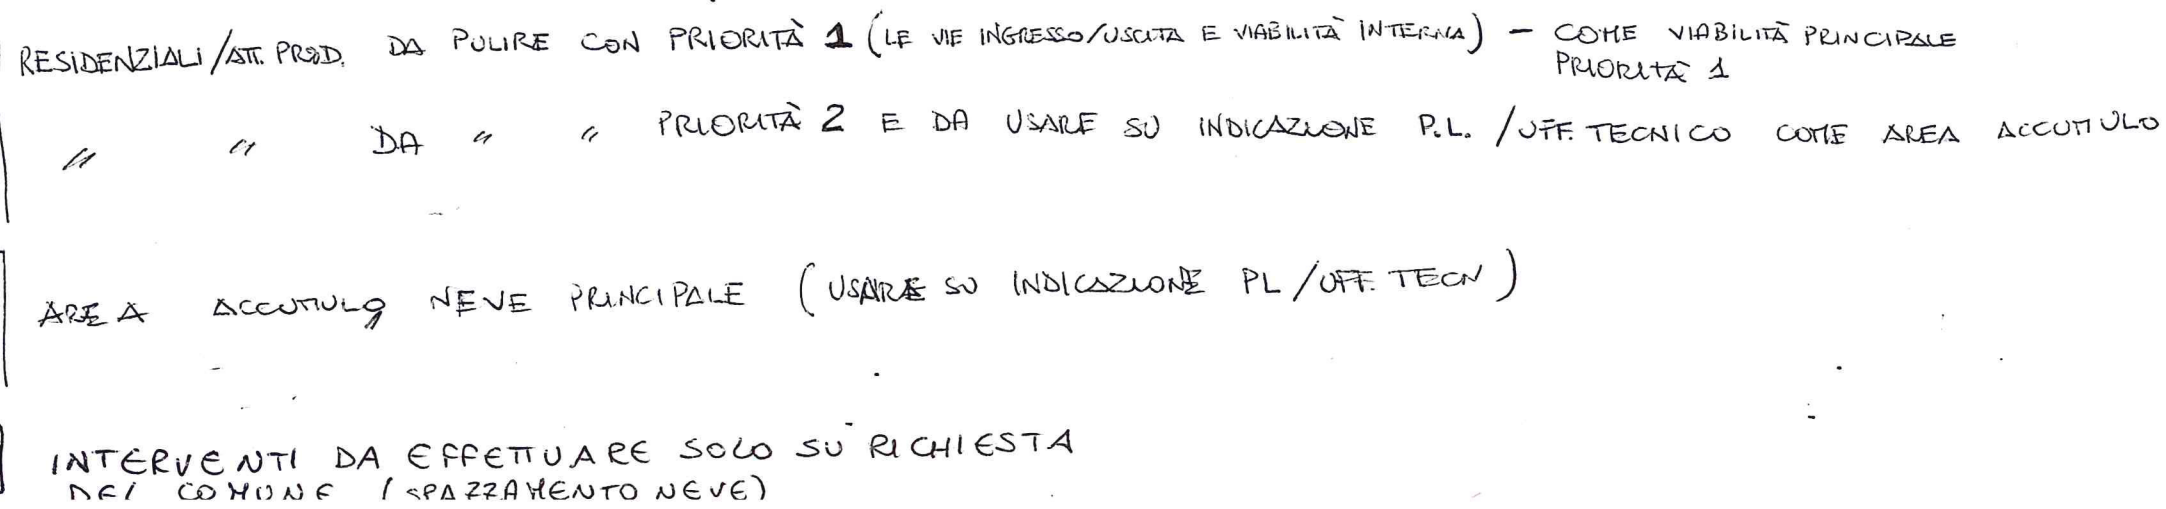 RESIDENZIALI/ATT. PROD. DA PULIRE CON PRIORITÀ 1 (LE VIE INGRESSO/USCITA E VIABILITÀ INTERNA) - COME VIABILITÀ PRINCIPALE
PRIORITÀ 1
" " DA " " PRIORITÀ 2 E DA USARE SU INDICAZIONE P.L. /UFF. TECNICO COME AREA ACCUMULO
AREA ACCUMULO NEVE PRINCIPALE (USARE SU INDICAZIONE PL /UFF. TECN)
INTERVENTI DA EFFETTUARE SOLO SU RICHIESTA
DEL COMUNE (SPAZZAMENTO NEVE)